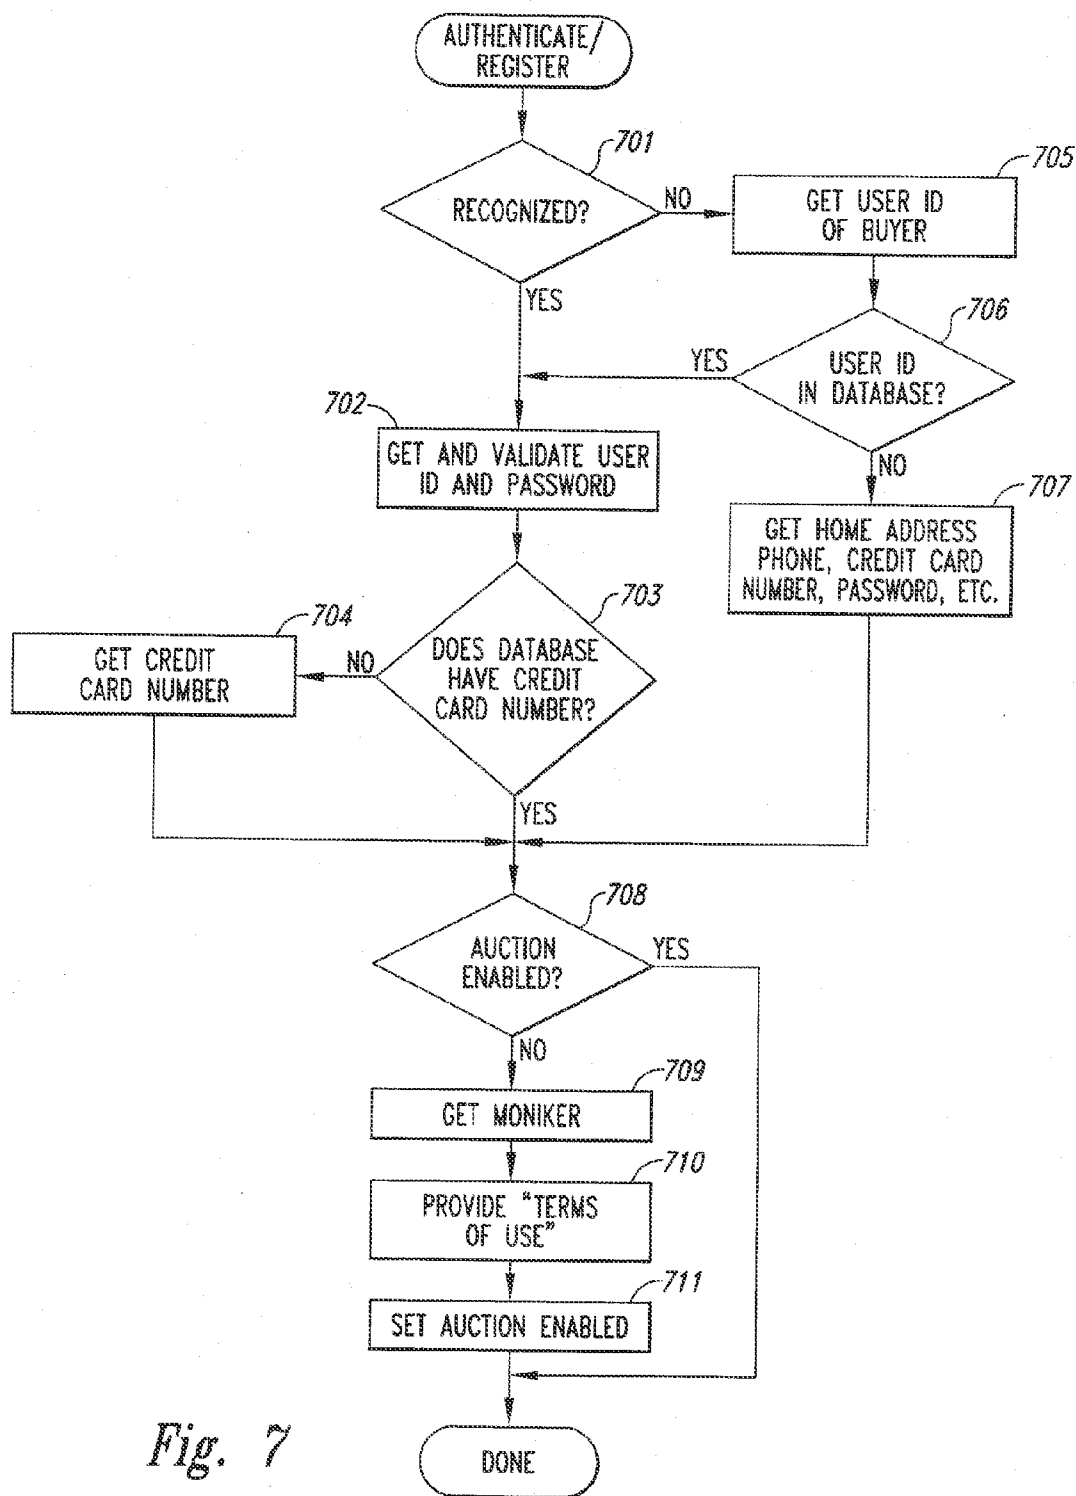 AUTHENTICATE/
REGISTER
701
RECOGNIZED?
NO
YES
705
GET USER ID
OF BUYER
706
USER ID
IN DATABASE?
YES
NO
702
GET AND VALIDATE USER
ID AND PASSWORD
707
GET HOME ADDRESS
PHONE, CREDIT CARD
NUMBER, PASSWORD, ETC.
703
DOES DATABASE
HAVE CREDIT
CARD NUMBER?
NO
YES
704
GET CREDIT
CARD NUMBER
708
AUCTION
ENABLED?
YES
NO
709
GET MONIKER
710
PROVIDE “TERMS
OF USE”
711
SET AUCTION ENABLED
DONE
Fig. 7